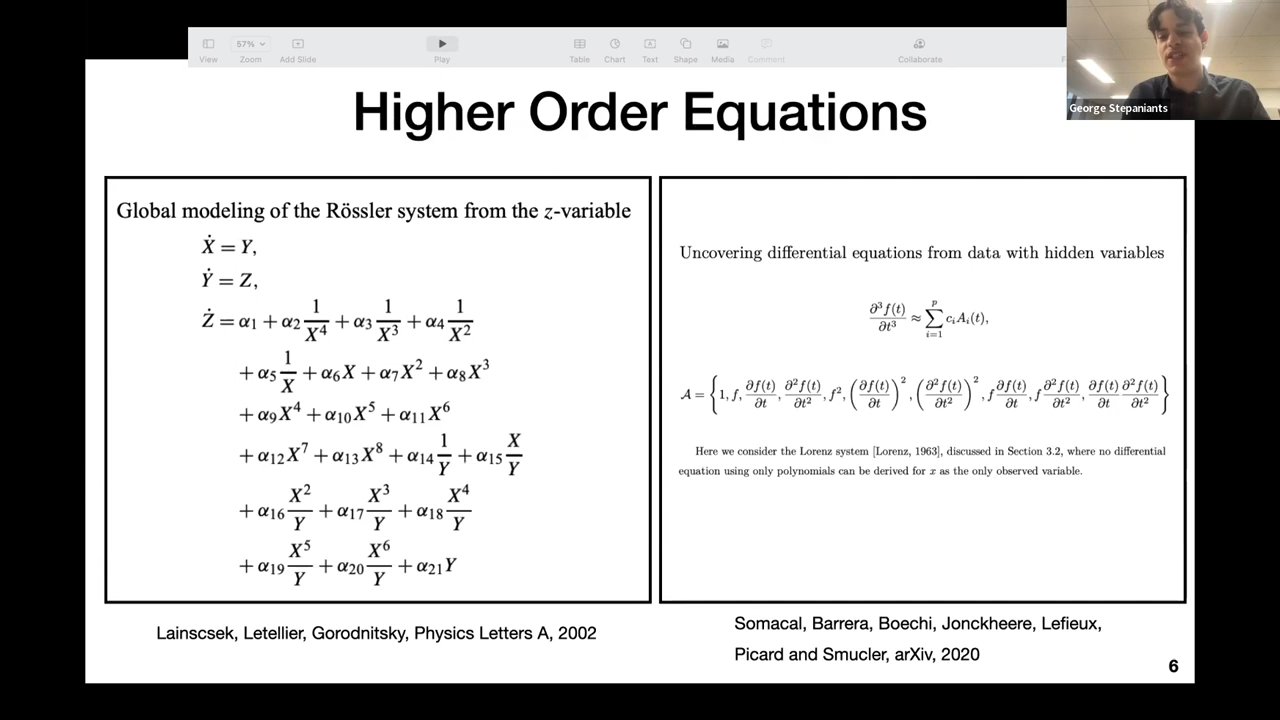 57%
View
Zoom
Add Slide
Play
Table
Chart
Text
Shape
Media
Comment
Collaborate
George Stepaniants
Higher Order Equations
Global modeling of the Rössler system from the z-variable
Ẋ = Y,
Ẏ = Z,
Ż = α₁ + α₂ 1/X⁴ + α₃ 1/X³ + α₄ 1/X²
+ α₅ 1/X + α₆X + α₇X² + α₈X³
+ α₉X⁴ + α₁₀X⁵ + α₁₁X⁶
+ α₁₂X⁷ + α₁₃X⁸ + α₁₄ 1/Y + α₁₅ X/Y
+ α₁₆ X²/Y + α₁₇ X³/Y + α₁₈ X⁴/Y
+ α₁₉ X⁵/Y + α₂₀ X⁶/Y + α₂₁Y
Lainscsek, Letellier, Gorodnitsky, Physics Letters A, 2002
Uncovering differential equations from data with hidden variables
∂³f(t)/∂t³ ≈ ∑ᵢ₌₁ᵖ cᵢAᵢ(t),
𝒜 = {1, f, ∂f(t)/∂t, ∂²f(t)/∂t², f², (∂f(t)/∂t)², (∂²f(t)/∂t²)², f ∂f(t)/∂t, f ∂²f(t)/∂t², ∂f(t)/∂t ∂²f(t)/∂t²}
Here we consider the Lorenz system [Lorenz, 1963], discussed in Section 3.2, where no differential
equation using only polynomials can be derived for x as the only observed variable.
Somacal, Barrera, Boechi, Jonckheere, Lefieux,
Picard and Smucler, arXiv, 2020
6